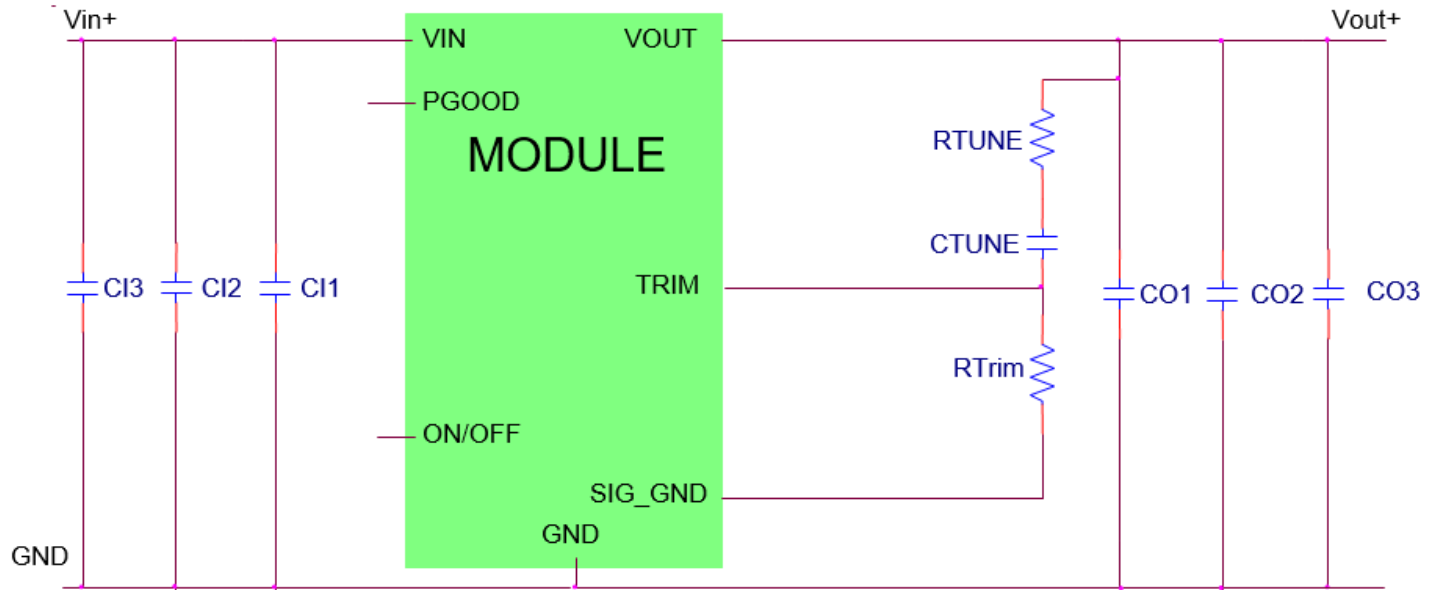 Vin+
Vout+
VIN
VOUT
PGOOD
MODULE
RTUNE
CTUNE
TRIM
CI3
CI2
CI1
CO1
CO2
CO3
RTrim
ON/OFF
SIG_GND
GND
GND